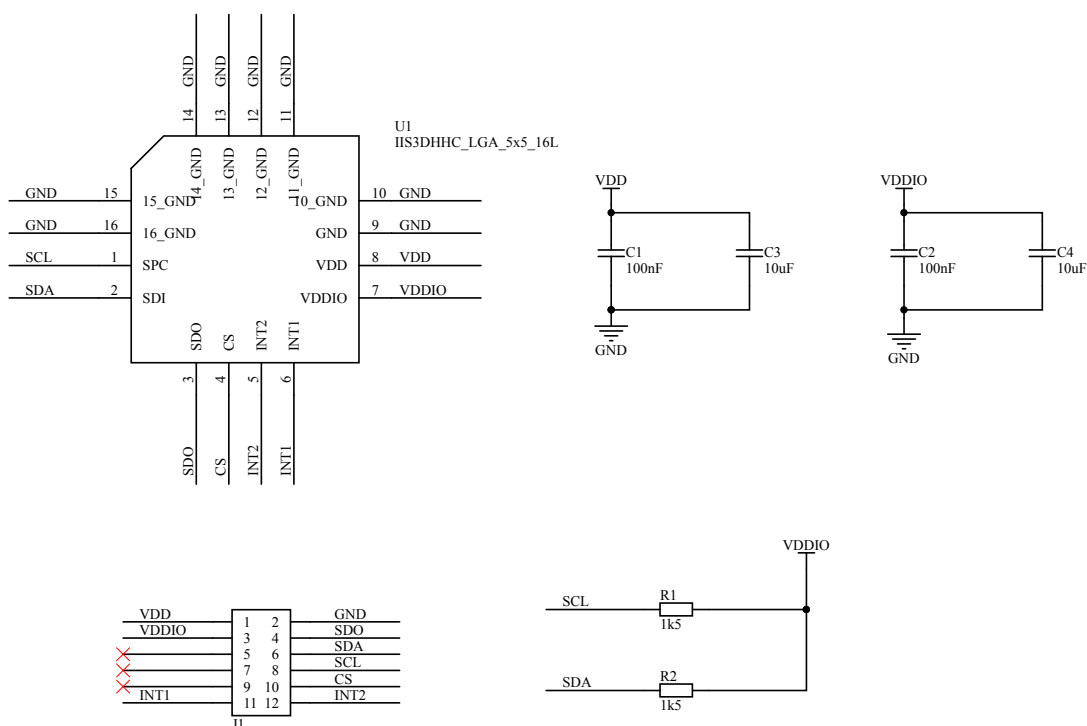 GND GND GND GND
14 13 12 11
U1
IIS3DHHC_LGA_5x5_16L
14_GND 13_GND 12_GND 11_GND
GND 15 15_GND 10_GND 10 GND
GND 16 16_GND GND 9 GND
SCL 1 SPC VDD 8 VDD
SDA 2 SDI VDDIO 7 VDDIO
SDO CS INT2 INT1
3 4 5 6
SDO CS INT2 INT1
VDD
C1
100nF
C3
10uF
GND
VDDIO
C2
100nF
C4
10uF
GND
VDD 1 2 GND
VDDIO 3 4 SDO
5 6 SDA
7 8 SCL
9 10 CS
INT1 11 12 INT2
J1
VDDIO
SCL R1
1k5
SDA R2
1k5